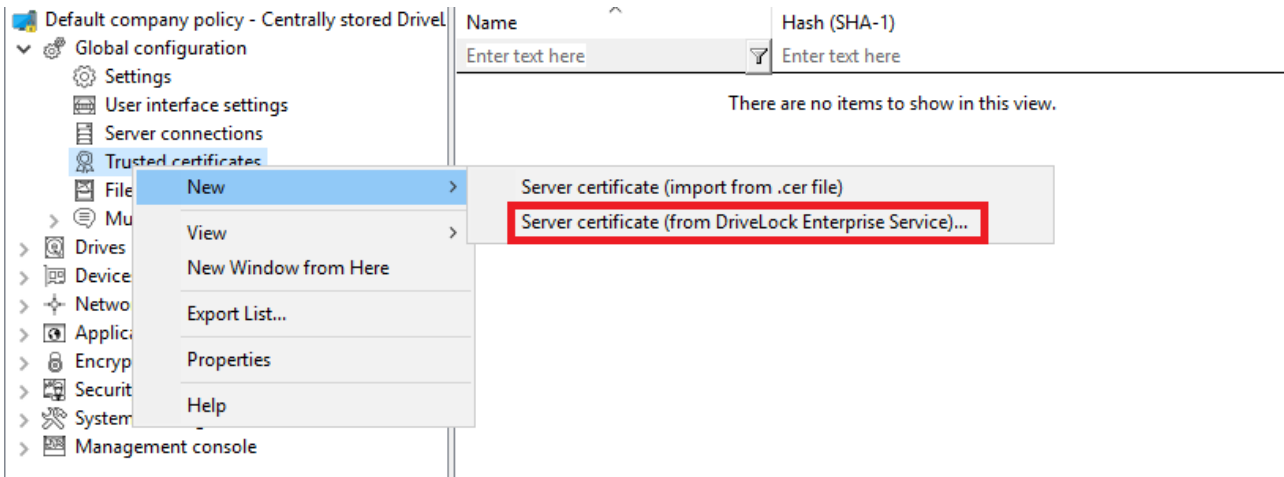 Default company policy - Centrally stored DriveL
Global configuration
Settings
User interface settings
Server connections
Trusted certificates
File
Mu
Drives
Device
Netwo
Applica
Encryp
Securit
System
Management console
New
View
New Window from Here
Export List...
Properties
Help
Server certificate (import from .cer file)
Server certificate (from DriveLock Enterprise Service)...
Name
Hash (SHA-1)
Enter text here
Enter text here
There are no items to show in this view.